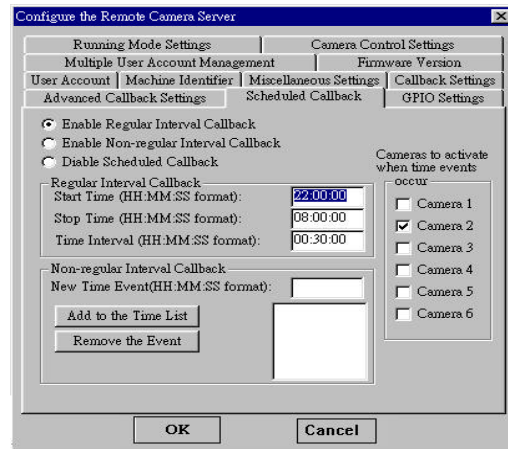 Configure the Remote Camera Server
Running Mode Settings
Camera Control Settings
Multiple User Account Management
Firmware Version
User Account
Machine Identifier
Miscellaneous Settings
Callback Settings
Advanced Callback Settings
Scheduled Callback
GPIO Settings
Enable Regular Interval Callback
Enable Non-regular Interval Callback
Diable Scheduled Callback
Regular Interval Callback
Start Time (HH:MM:SS format):
22:00:00
Stop Time (HH:MM:SS format):
08:00:00
Time Interval (HH:MM:SS format):
00:30:00
Non-regular Interval Callback
New Time Event(HH:MM:SS format):
Add to the Time List
Remove the Event
Cameras to activate
when time events
occur
Camera 1
Camera 2
Camera 3
Camera 4
Camera 5
Camera 6
OK
Cancel